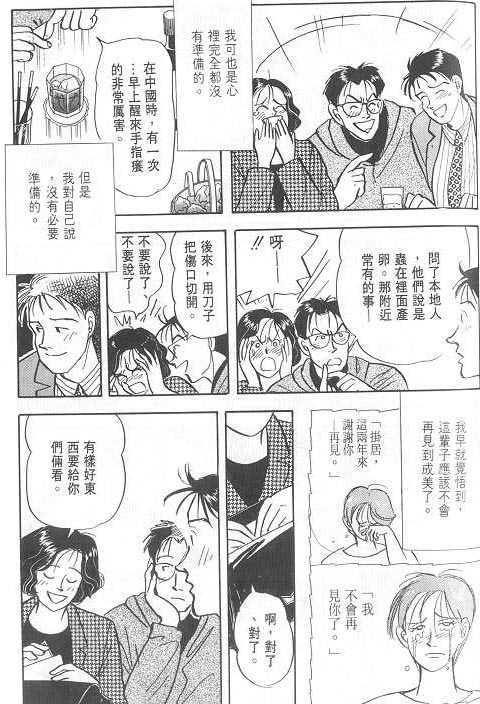 我可也是心
裡完全都沒
有準備的。
在中國時，有一次
…早上醒來手指癢
的非常厲害。
但是
我對自己說
，沒有必要
準備的。
問了本地人
，他們說是
蟲在裡面產
卵。那附近
常有的事—
呀—
!!
後來，用刀子
把傷口切開。
不要說了—
不要說了—
我早就覺悟到，
這輩子應該不會
再見到成美了。
「掛居，
這兩年來
謝謝你
—再見。」
「我
不會再
見你了。」
啊，對了
、對了。
有樣好東
西要給你
們倆看。